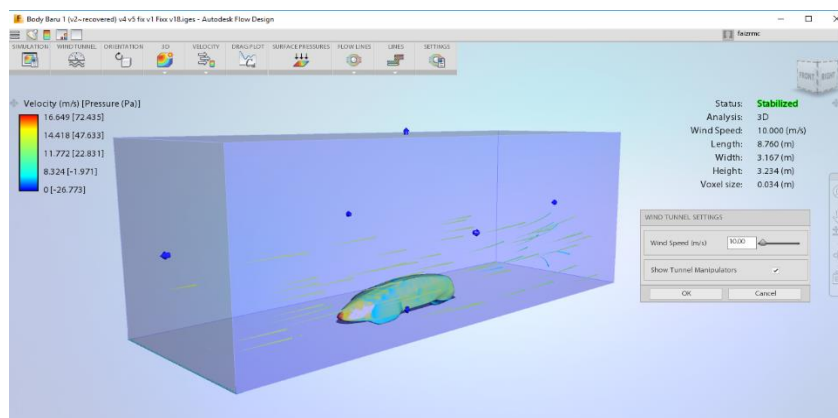 Body Baru 1 (v2~recovered) v4 v5 fix v1 Fixx v18.iges - Autodesk Flow Design
faizrmc
SIMULATION WIND TUNNEL ORIENTATION 3D VELOCITY DRAG PLOT SURFACE PRESSURES FLOW LINES LINES SETTINGS
FRONT RIGHT
Velocity (m/s) [Pressure (Pa)]
16.649 [72.435]
14.418 [47.633]
11.772 [22.831]
8.324 [-1.971]
0 [-26.773]
Status: Stabilized
Analysis: 3D
Wind Speed: 10.000 (m/s)
Length: 8.760 (m)
Width: 3.167 (m)
Height: 3.234 (m)
Voxel size: 0.034 (m)
WIND TUNNEL SETTINGS
Wind Speed (m/s) 10.00
Show Tunnel Manipulators
OK Cancel